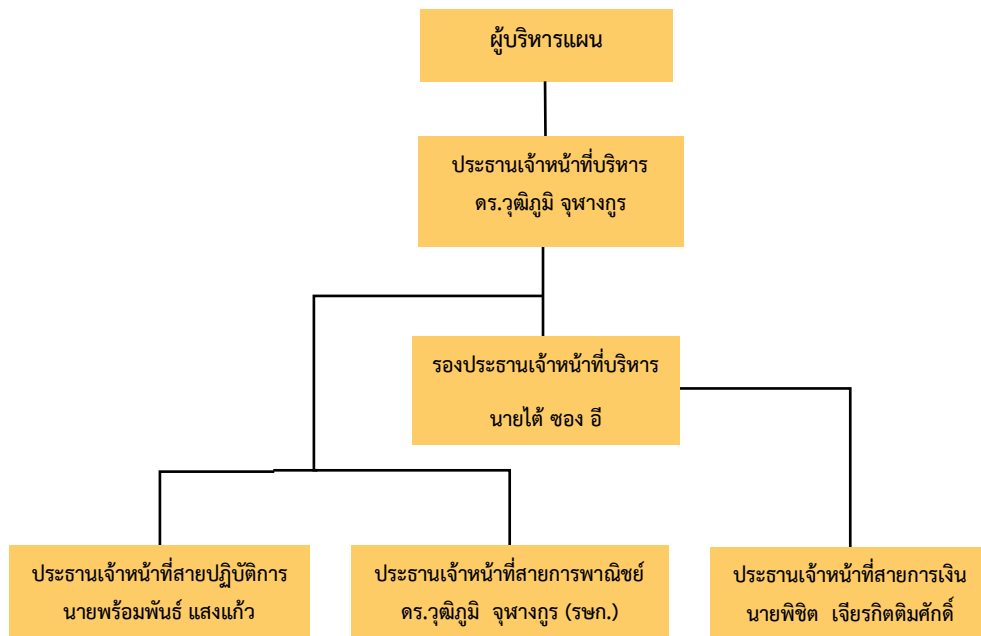 ผู้บริหารแผน
ประธานเจ้าหน้าที่บริหาร
ดร.วุฒิภูมิ จุฬางกูร
รองประธานเจ้าหน้าที่บริหาร
นายไต้ ซอง อี
ประธานเจ้าหน้าที่สายปฏิบัติการ
นายพร้อมพันธ์ แสงแก้ว
ประธานเจ้าหน้าที่สายการพาณิชย์
ดร.วุฒิภูมิ จุฬางกูร (รษก.)
ประธานเจ้าหน้าที่สายการเงิน
นายพิชิต เจียรกิตติมศักดิ์